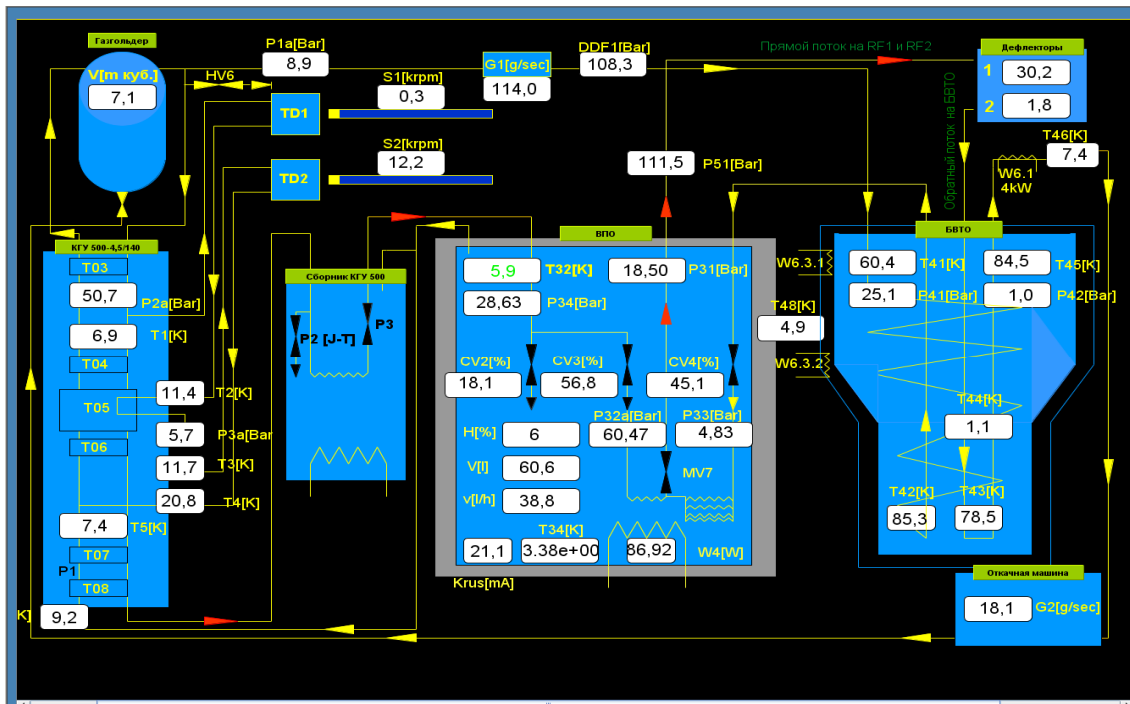 Газгольдер
V[m куб.]
7,1
HV6
P1a[Bar]
8,9
G1[g/sec]
114,0
DDF1[Bar]
108,3
Прямой поток на RF1 и RF2
Дефлекторы
1
30,2
2
1,8
S1[krpm]
0,3
TD1
S2[krpm]
12,2
TD2
111,5
P51[Bar]
Обратный поток на БВТО
T46[K]
7,4
W6.1
4kW
КГУ 500-4,5/140
T03
50,7
P2a[Bar]
6,9
T1[K]
T04
11,4
T2[K]
T05
5,7
P3a[Bar
T06
11,7
T3[K]
20,8
T4[K]
7,4
T5[K]
T07
P1
T08
K]
9,2
Сборник КГУ 500
P2 [J-T]
P3
ВПО
5,9
T32[K]
18,50
P31[Bar]
28,63
P34[Bar]
CV2[%]
18,1
CV3[%]
56,8
CV4[%]
45,1
P32a[Bar]
60,47
P33[Bar]
4,83
H[%]
6
V[l]
60,6
MV7
v[l/h]
38,8
T34[K]
21,1
3.38e+00
86,92
W4[W]
Krus[mA]
БВТО
W6.3.1
60,4
T41[K]
84,5
T45[K]
25,1
P41[Bar]
1,0
P42[Bar]
T48[K]
4,9
W6.3.2
T44[K]
1,1
T42[K]
85,3
T43[K]
78,5
Откачная машина
18,1
G2[g/sec]